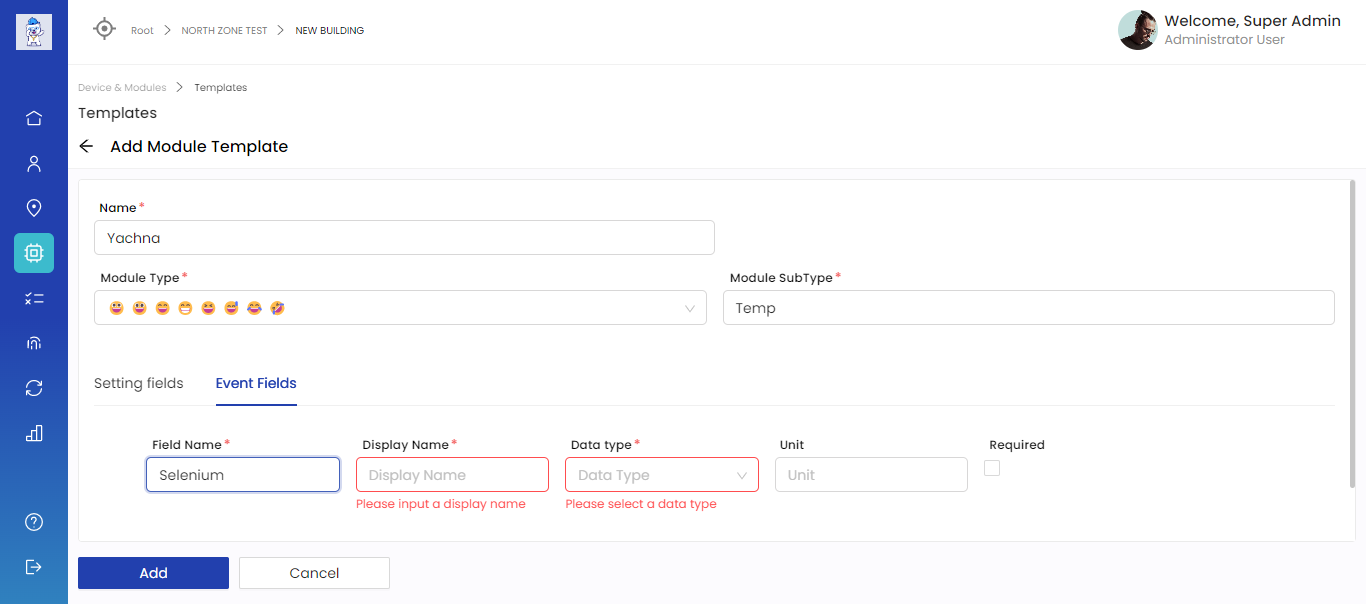 Root > NORTH ZONE TEST > NEW BUILDING
Welcome, Super Admin
Administrator User
Device & Modules > Templates
Templates
← Add Module Template
Name*
Yachna
Module Type* Module SubType*
😀 😃 😄 😁 😆 😅 😂 🤣 Temp
Setting fields Event Fields
Field Name* Display Name* Data type* Unit Required
Selenium Display Name Data Type Unit
Please input a display name Please select a data type
Add Cancel